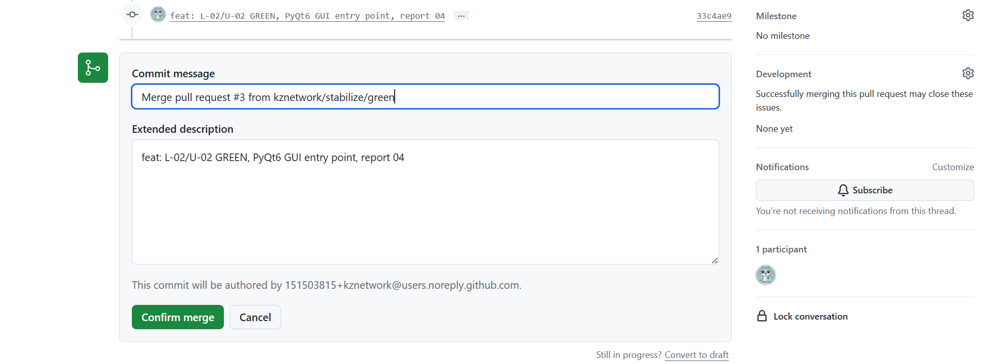 feat: L-02/U-02 GREEN, PyQt6 GUI entry point, report 04 ... 33c4ae9
Commit message
Merge pull request #3 from kznetwork/stabilize/green
Extended description
feat: L-02/U-02 GREEN, PyQt6 GUI entry point, report 04
This commit will be authored by 151503815+kznetwork@users.noreply.github.com.
Confirm merge Cancel
Still in progress? Convert to draft
Milestone
No milestone
Development
Successfully merging this pull request may close these
issues.
None yet
Notifications Customize
Subscribe
You’re not receiving notifications from this thread.
1 participant
Lock conversation